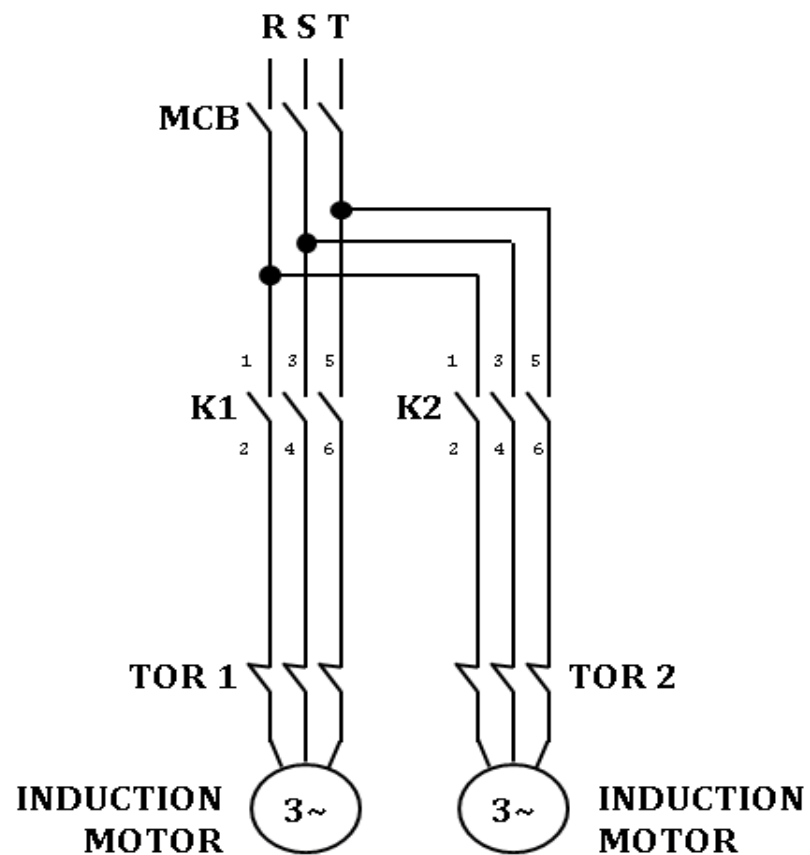 R S T
MCB
1 3 5 1 3 5
K1 K2
2 4 6 2 4 6
TOR 1 TOR 2
3~ 3~
INDUCTION MOTOR
INDUCTION MOTOR